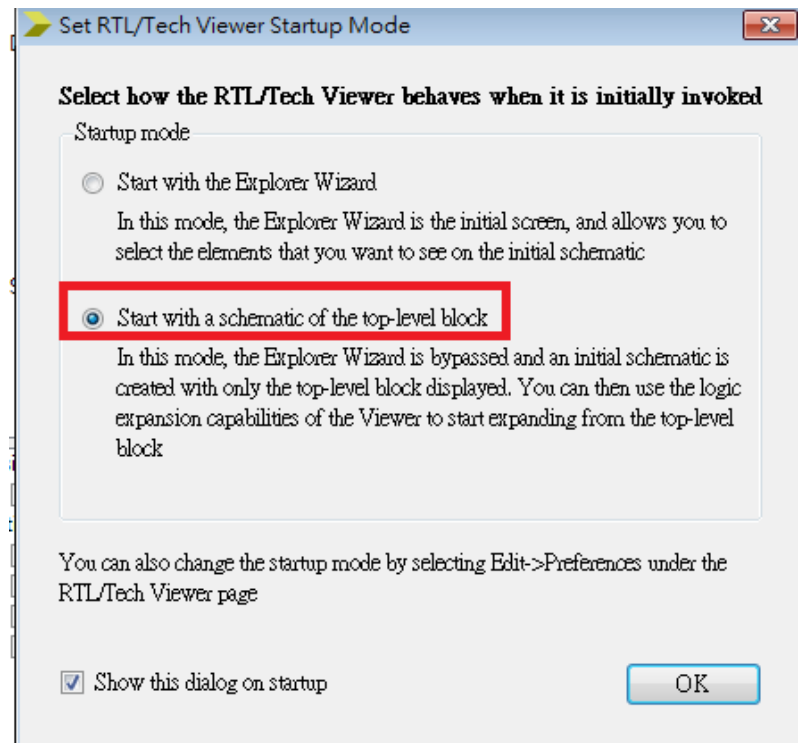 Set RTL/Tech Viewer Startup Mode
Select how the RTL/Tech Viewer behaves when it is initially invoked
Startup mode
Start with the Explorer Wizard
In this mode, the Explorer Wizard is the initial screen, and allows you to
select the elements that you want to see on the initial schematic
Start with a schematic of the top-level block
In this mode, the Explorer Wizard is bypassed and an initial schematic is
created with only the top-level block displayed. You can then use the logic
expansion capabilities of the Viewer to start expanding from the top-level
block
You can also change the startup mode by selecting Edit->Preferences under the
RTL/Tech Viewer page
Show this dialog on startup
OK